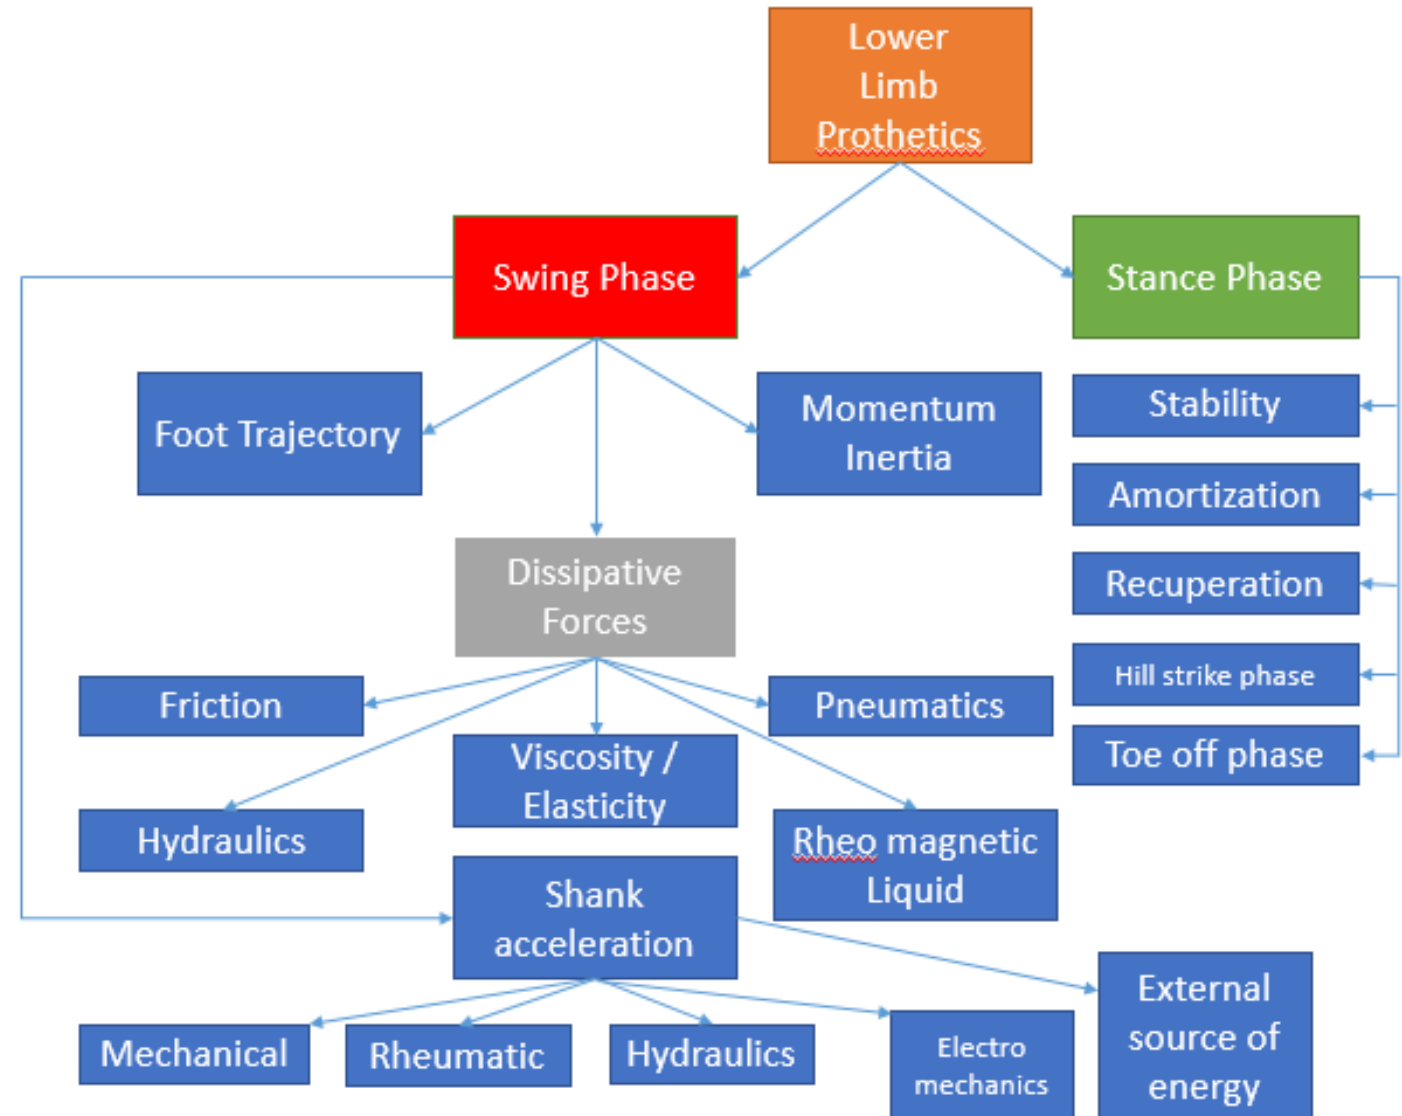 Lower
Limb
Prothetics
Swing Phase
Stance Phase
Foot Trajectory
Momentum
Inertia
Stability
Amortization
Recuperation
Hill strike phase
Toe off phase
Dissipative
Forces
Friction
Pneumatics
Viscosity /
Elasticity
Hydraulics
Rheo magnetic
Liquid
Shank
acceleration
External
source of
energy
Mechanical
Rheumatic
Hydraulics
Electro
mechanics